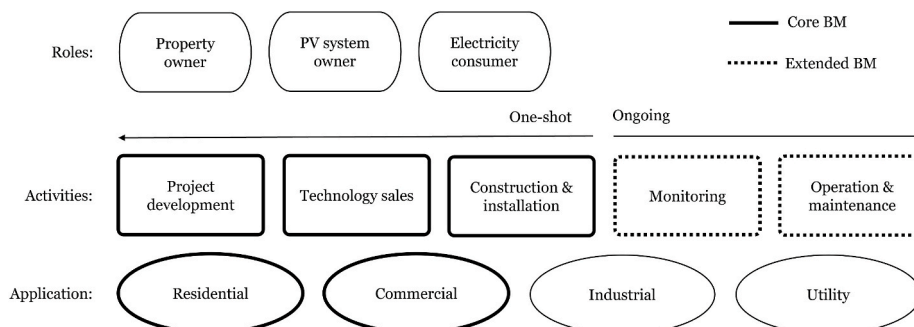 Roles:
Property
owner
PV system
owner
Electricity
consumer
Core BM
Extended BM
One-shot
Ongoing
Activities:
Project
development
Technology sales
Construction &
installation
Monitoring
Operation &
maintenance
Application:
Residential
Commercial
Industrial
Utility